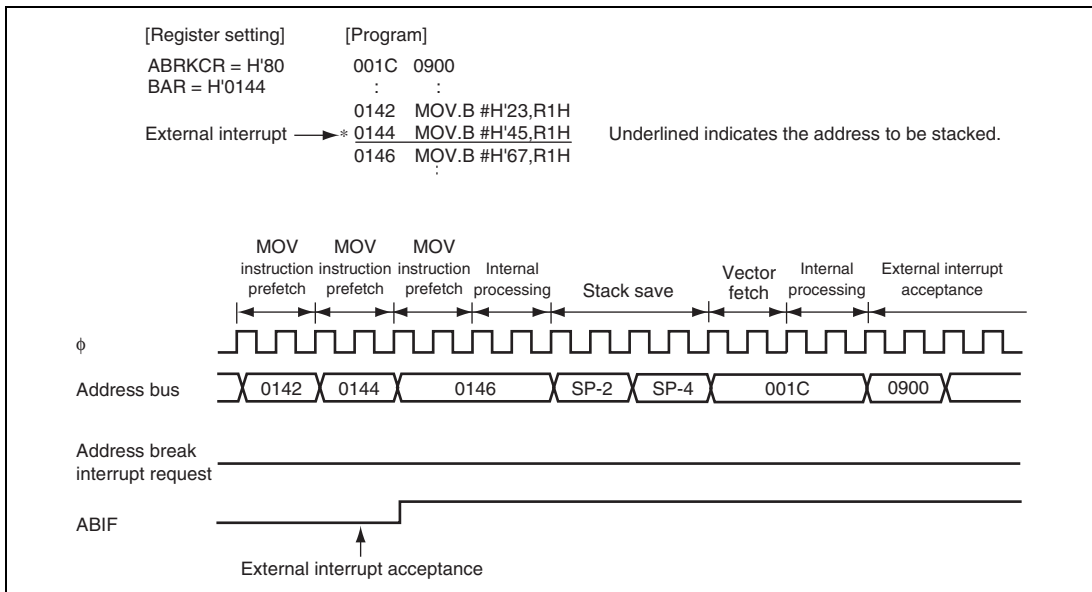 [Register setting] [Program]
ABRKCR = H'80 001C 0900
BAR = H'0144 : :
0142 MOV.B #H'23,R1H
External interrupt * 0144 MOV.B #H'45,R1H Underlined indicates the address to be stacked.
0146 MOV.B #H'67,R1H
:
MOV instruction prefetch
MOV instruction prefetch
MOV instruction prefetch
Internal processing
Stack save
Vector fetch
Internal processing
External interrupt acceptance
φ
Address bus 0142 0144 0146 SP-2 SP-4 001C 0900
Address break
interrupt request
ABIF
External interrupt acceptance